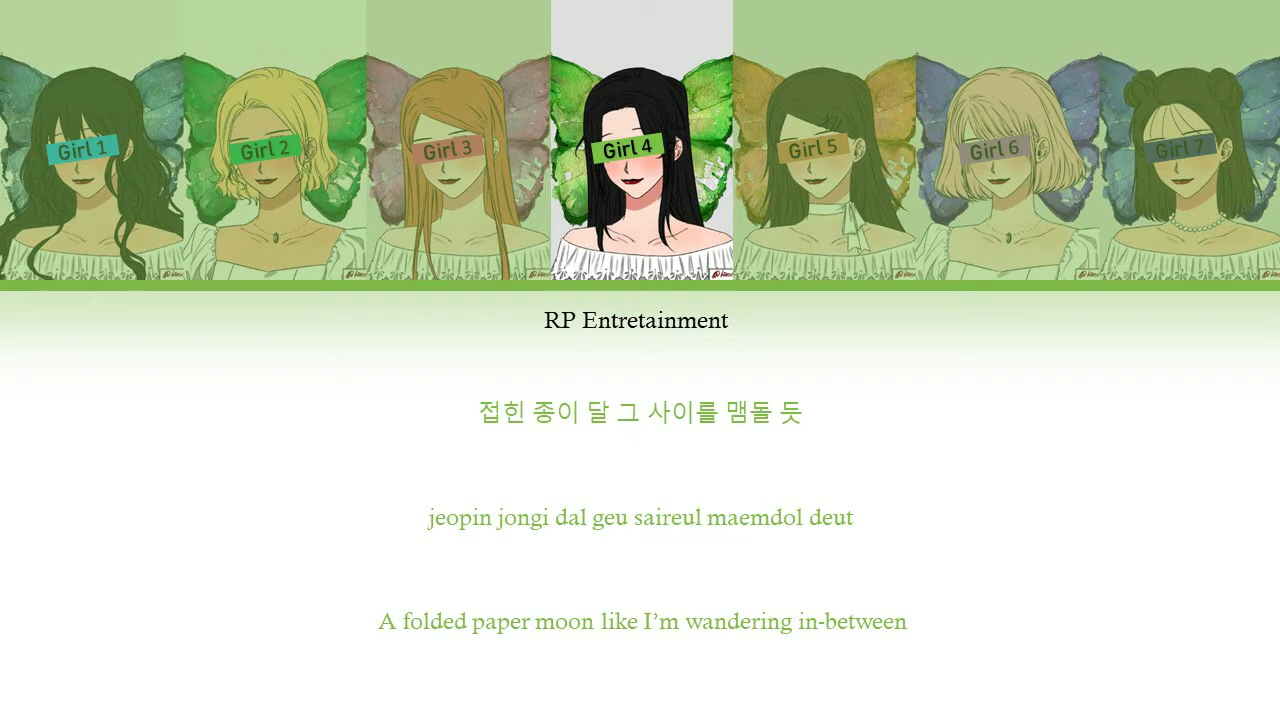 Girl 1
Girl 2
Girl 3
Girl 4
Girl 5
Girl 6
Girl 7
RP Entretainment
접힌 종이 달 그 사이를 맴돌 듯
jeopin jongi dal geu saireul maemdol deut
A folded paper moon like I’m wandering in-between